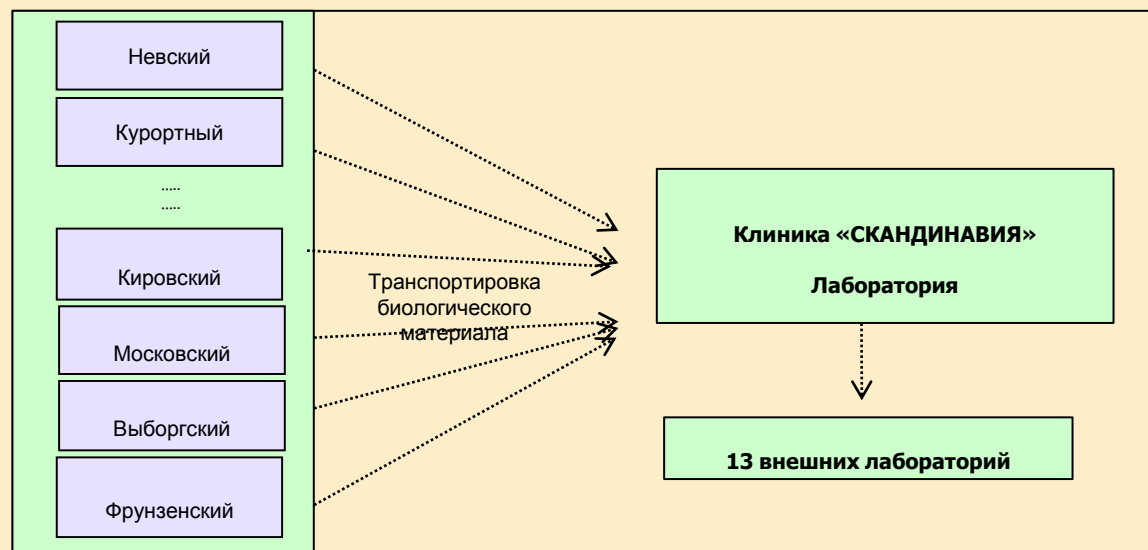 Невский
Курортный
.....
.....
Кировский
Московский
Выборгский
Фрунзенский
Транспортировка
биологического
материала
Клиника «СКАНДИНАВИЯ»
Лаборатория
13 внешних лабораторий